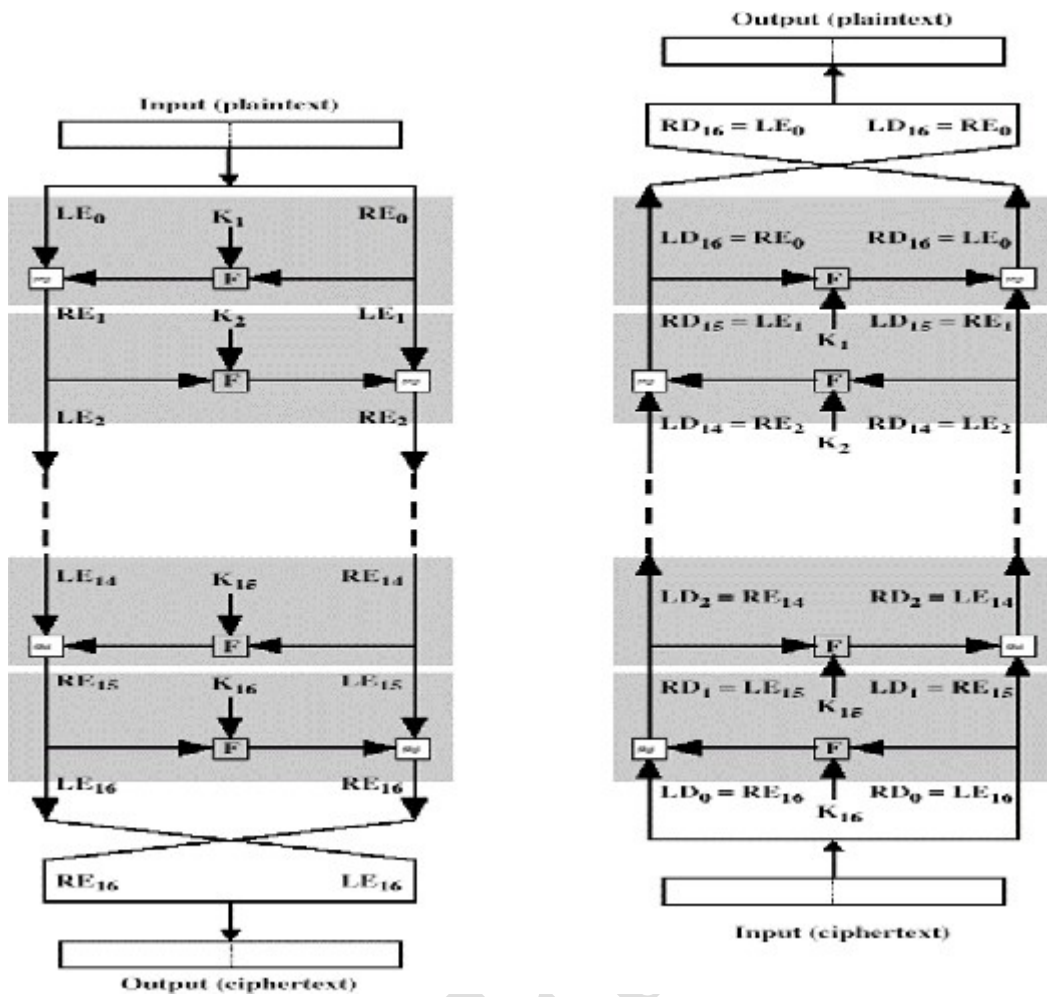 Input (plaintext)
LE₀ K₁ RE₀
F
RE₁ K₂ LE₁
F
LE₂ RE₂
LE₁₄ K₁₅ RE₁₄
F
RE₁₅ K₁₆ LE₁₅
F
LE₁₆ RE₁₆
RE₁₆ LE₁₆
Output (ciphertext)
Output (plaintext)
RD₁₆ = LE₀ LD₁₆ = RE₀
LD₁₆ = RE₀ RD₁₆ = LE₀
F
RD₁₅ = LE₁ K₁ LD₁₅ = RE₁
F
LD₁₄ = RE₂ K₂ RD₁₄ = LE₂
LD₂ = RE₁₄ RD₂ = LE₁₄
F
RD₁ = LE₁₅ K₁₅ LD₁ = RE₁₅
F
LD₀ = RE₁₆ K₁₆ RD₀ = LE₁₆
Input (ciphertext)